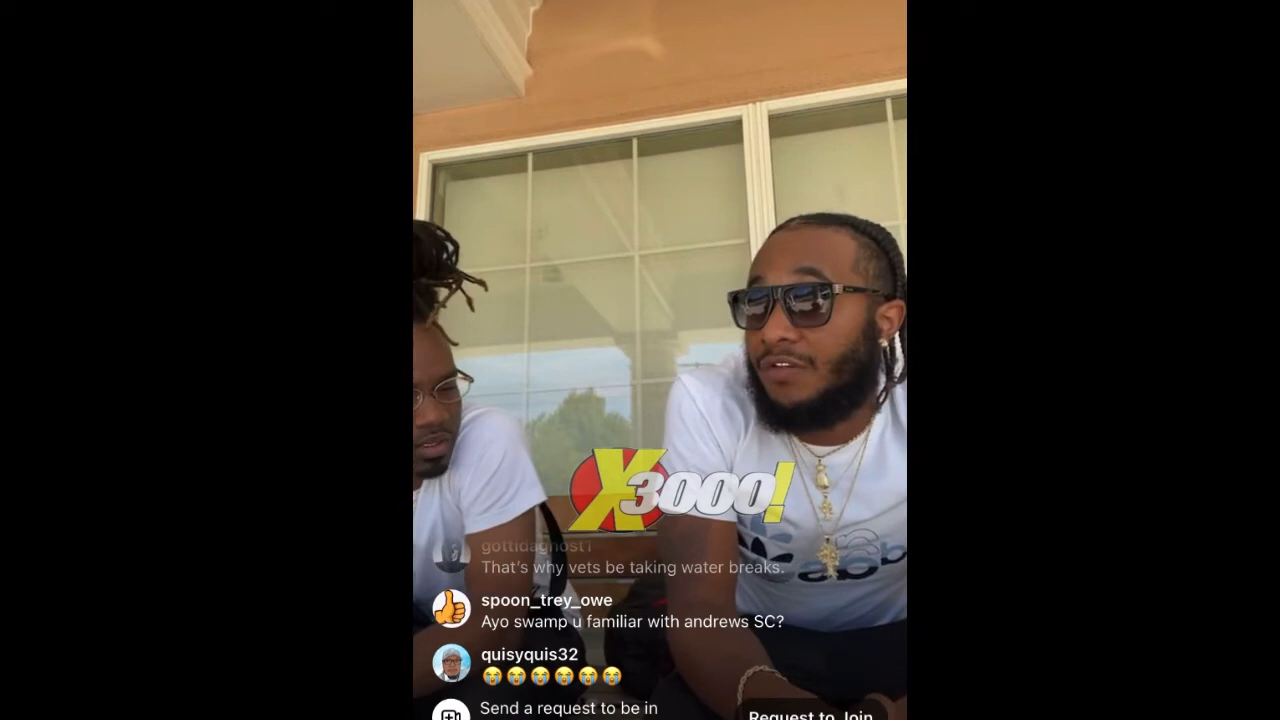 X3000!
gottidaghost1
That's why vets be taking water breaks.
spoon_trey_owe
Ayo swamp u familiar with andrews SC?
quisyquis32
😭😭😭😭😭😭
Send a request to be in
Request to Join